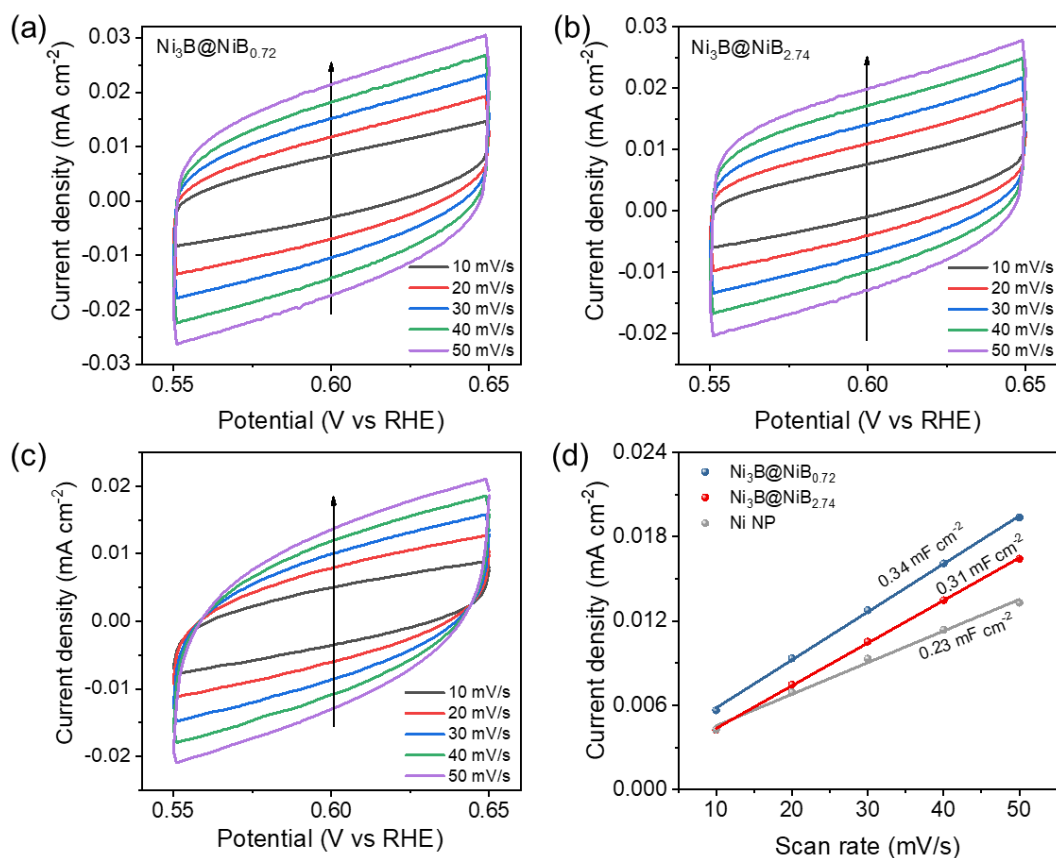 (a)
Ni₃B@NiB₀.₇₂
Current density (mA cm⁻²)
0.03
0.02
0.01
0.00
-0.01
-0.02
-0.03
10 mV/s
20 mV/s
30 mV/s
40 mV/s
50 mV/s
0.55
0.60
0.65
Potential (V vs RHE)
(b)
Ni₃B@NiB₂.₇₄
Current density (mA cm⁻²)
0.03
0.02
0.01
0.00
-0.01
-0.02
10 mV/s
20 mV/s
30 mV/s
40 mV/s
50 mV/s
0.55
0.60
0.65
Potential (V vs RHE)
(c)
Current density (mA cm⁻²)
0.02
0.01
0.00
-0.01
-0.02
10 mV/s
20 mV/s
30 mV/s
40 mV/s
50 mV/s
0.55
0.60
0.65
Potential (V vs RHE)
(d)
Current density (mA cm⁻²)
0.024
0.018
0.012
0.006
0.000
Ni₃B@NiB₀.₇₂
Ni₃B@NiB₂.₇₄
Ni NP
0.34 mF cm⁻²
0.31 mF cm⁻²
0.23 mF cm⁻²
10
20
30
40
50
Scan rate (mV/s)